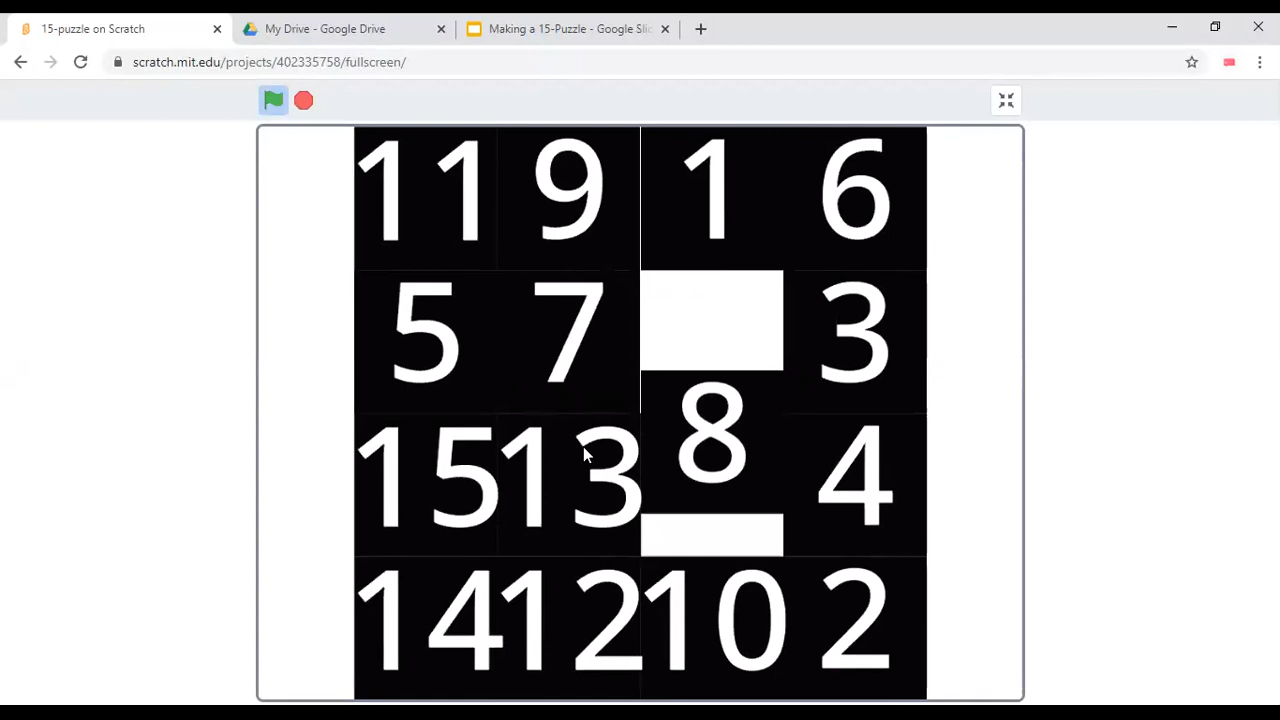 15-puzzle on Scratch
My Drive - Google Drive
Making a 15-Puzzle - Google Slic
scratch.mit.edu/projects/402335758/fullscreen/
11 9 1 6
5 7 3
8
15 13 4
14 12 10 2